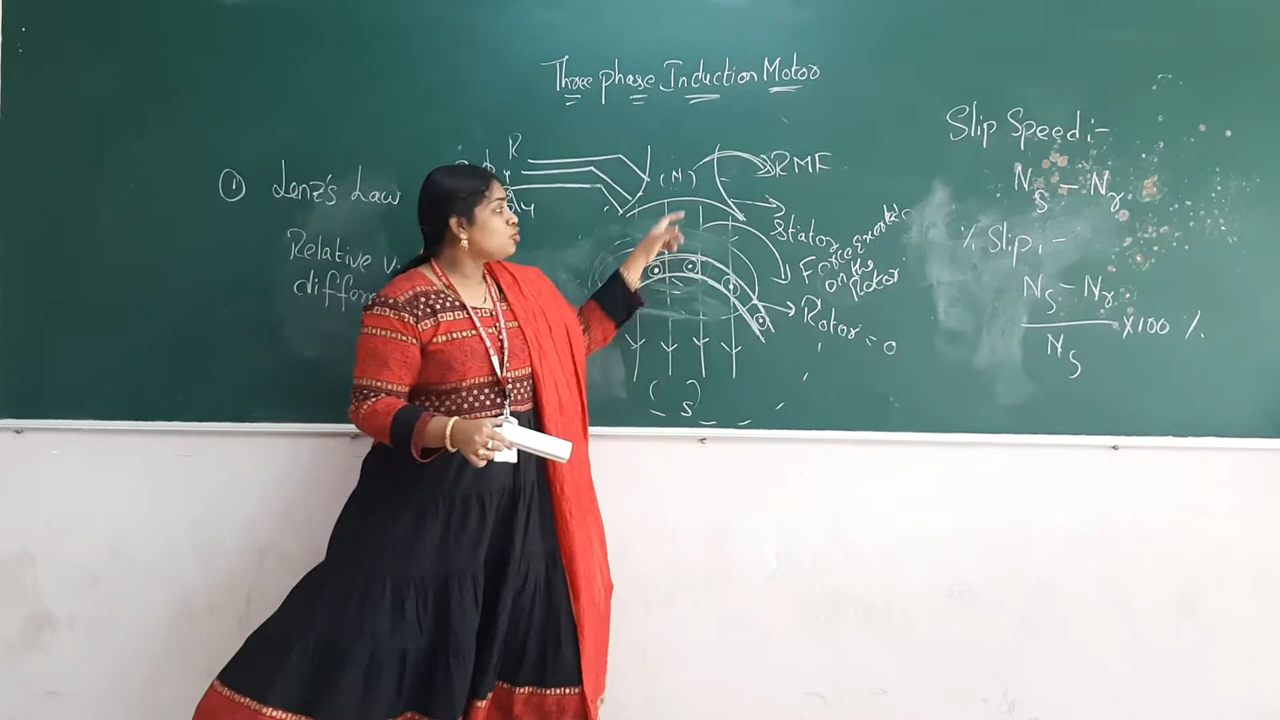 Three phase Induction Motor
① Lenz's Law
Relative
R
(N)
RMF
Stator
Force exerted
on the
Rotor
Rotor = 0
(S)
Slip Speed :-
Ns - Nr
% Slip :-
Ns - Nr
X100 %
Ns